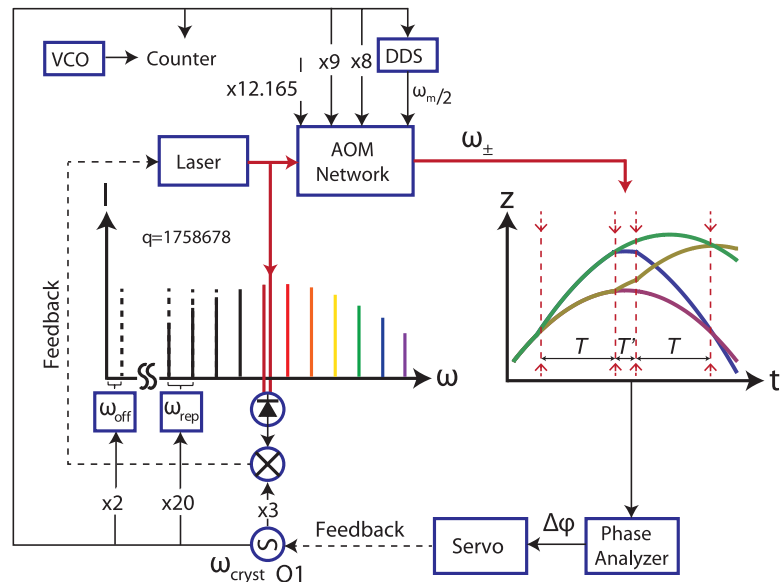 VCO
Counter
x12.165
x9
x8
DDS
ω_m/2
Laser
AOM
Network
ω_±
I
q=1758678
Feedback
ω
ω_off
ω_rep
x2
x20
x3
ω_cryst O1
Feedback
Servo
Δφ
Phase
Analyzer
z
T
T'
T
t